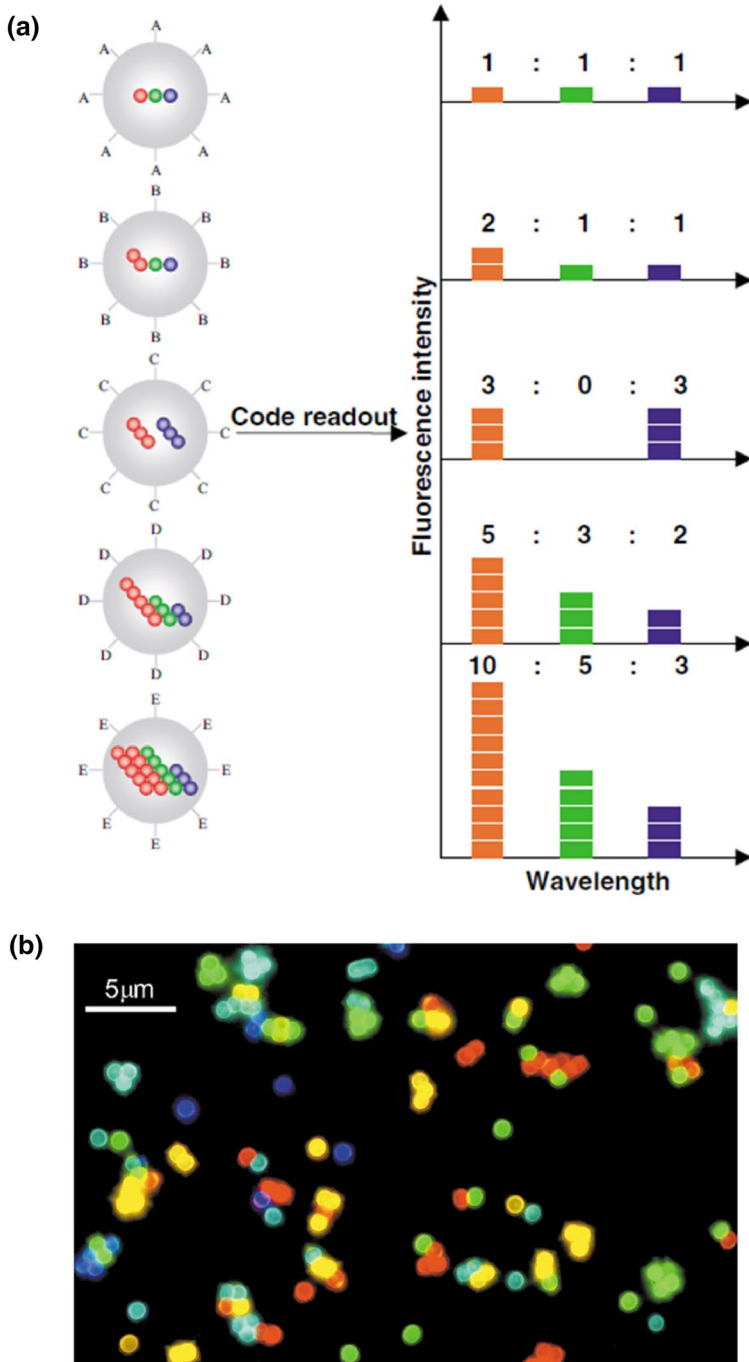 (a)
A
A A
A A
A A
A
B
B B
B B
B B
B
C
C C
C C
C C
C
D
D D
D D
D D
D
E
E E
E E
E E
E
Code readout
Fluorescence intensity
1 : 1 : 1
2 : 1 : 1
3 : 0 : 3
5 : 3 : 2
10 : 5 : 3
Wavelength
(b)
5μm